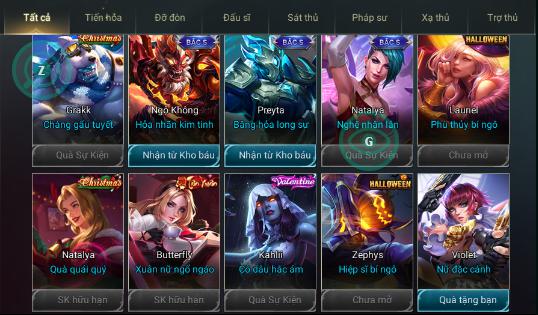 Tất cả
Tiến hóa
Đỡ đòn
Đấu sĩ
Sát thủ
Pháp sư
Xạ thủ
Trợ thủ
Christmas
BẬC 5
BẬC 5
BẬC 5
HALLOWEEN
Z
Grakk
Ngộ Không
Preyta
Natalya
Lauriel
Chàng gấu tuyết
Hỏa nhãn kim tinh
Băng hỏa long sư
Nghệ nhân lân
Phù thủy bí ngô
G
Quà Sự Kiện
Nhận từ Kho báu
Nhận từ Kho báu
Quà Sự Kiện
Chưa mở
Christmas
Tân Xuân
Valentine
HALLOWEEN
Natalya
Butterfly
Kahlii
Zephys
Violet
Quà quái quỷ
Xuân nữ ngổ ngáo
Cô dâu hắc ám
Hiệp sĩ bí ngô
Nữ đặc cảnh
SK hữu hạn
SK hữu hạn
Quà Sự Kiện
Chưa mở
Quà tặng bạn